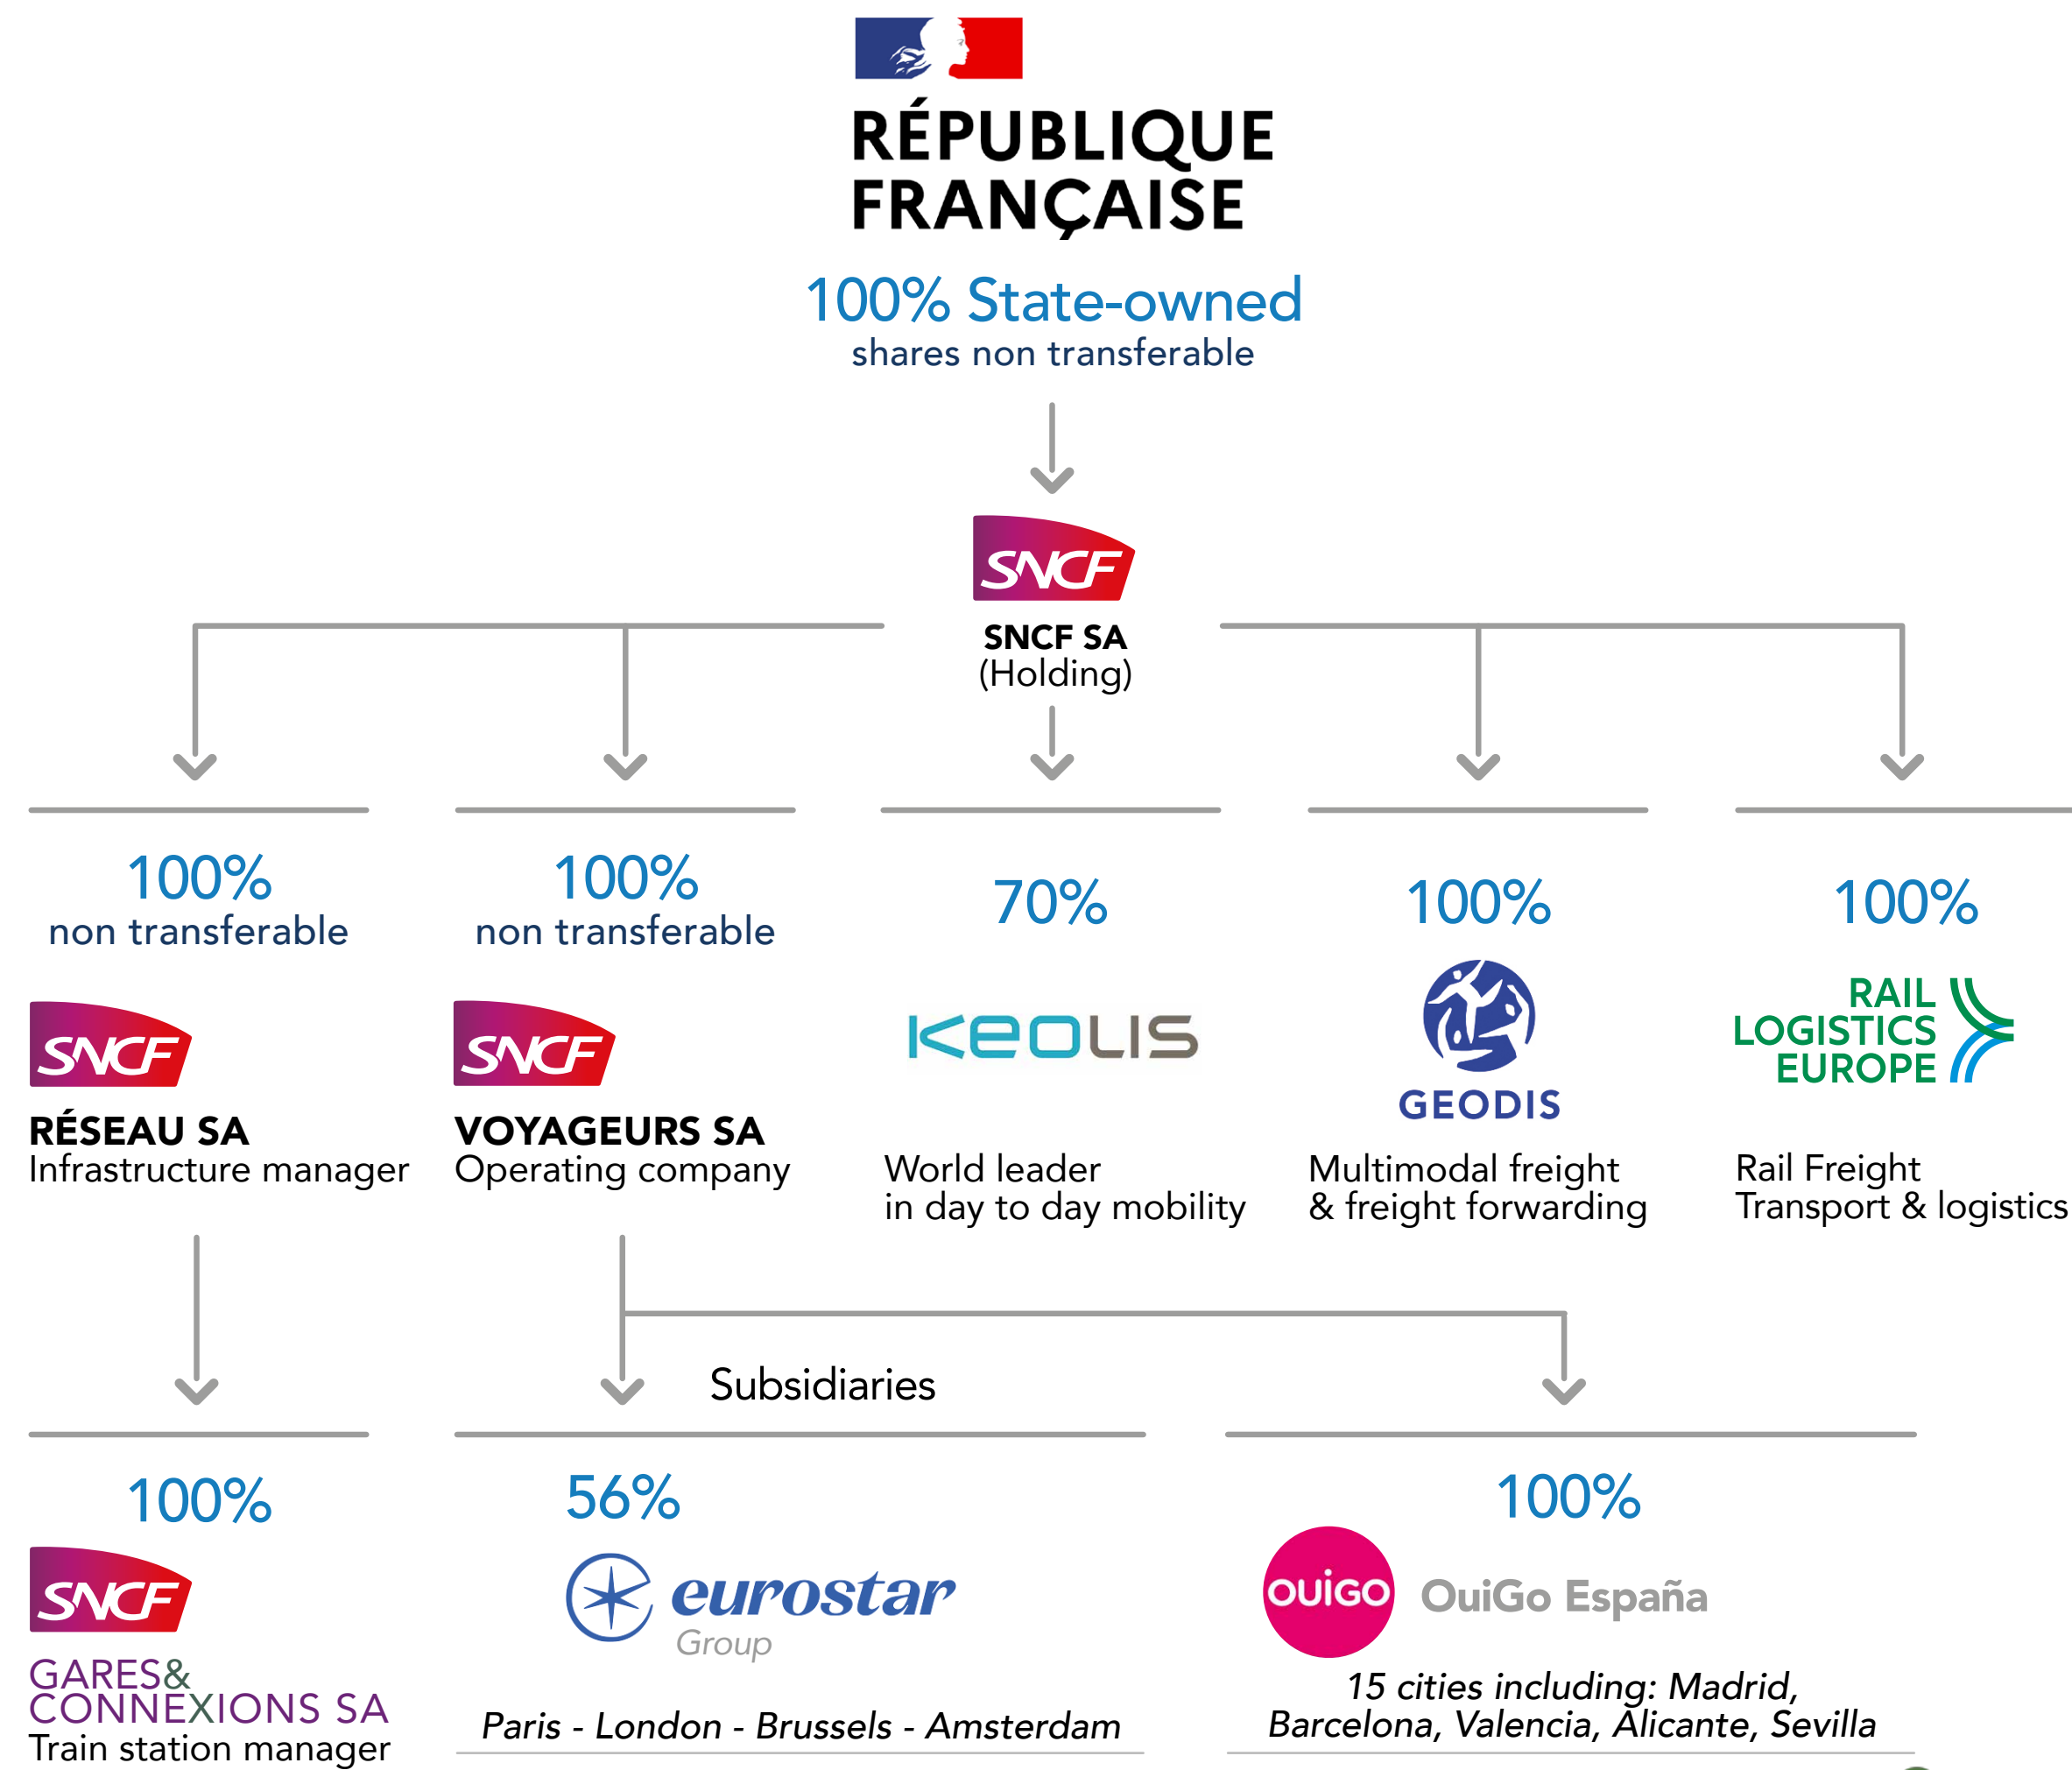 RÉPUBLIQUE
FRANÇAISE
100% State-owned
shares non transferable
SNCF
SNCF SA
(Holding)
100%
non transferable
SNCF
RÉSEAU SA
Infrastructure manager
100%
non transferable
SNCF
VOYAGEURS SA
Operating company
70%
KEOLIS
World leader
in day to day mobility
100%
GEODIS
Multimodal freight
& freight forwarding
100%
RAIL
LOGISTICS
EUROPE
Rail Freight
Transport & logistics
Subsidiaries
100%
SNCF
GARES&
CONNEXIONS SA
Train station manager
56%
eurostar
Group
Paris - London - Brussels - Amsterdam
100%
OUiGO
OuiGo España
15 cities including: Madrid,
Barcelona, Valencia, Alicante, Sevilla